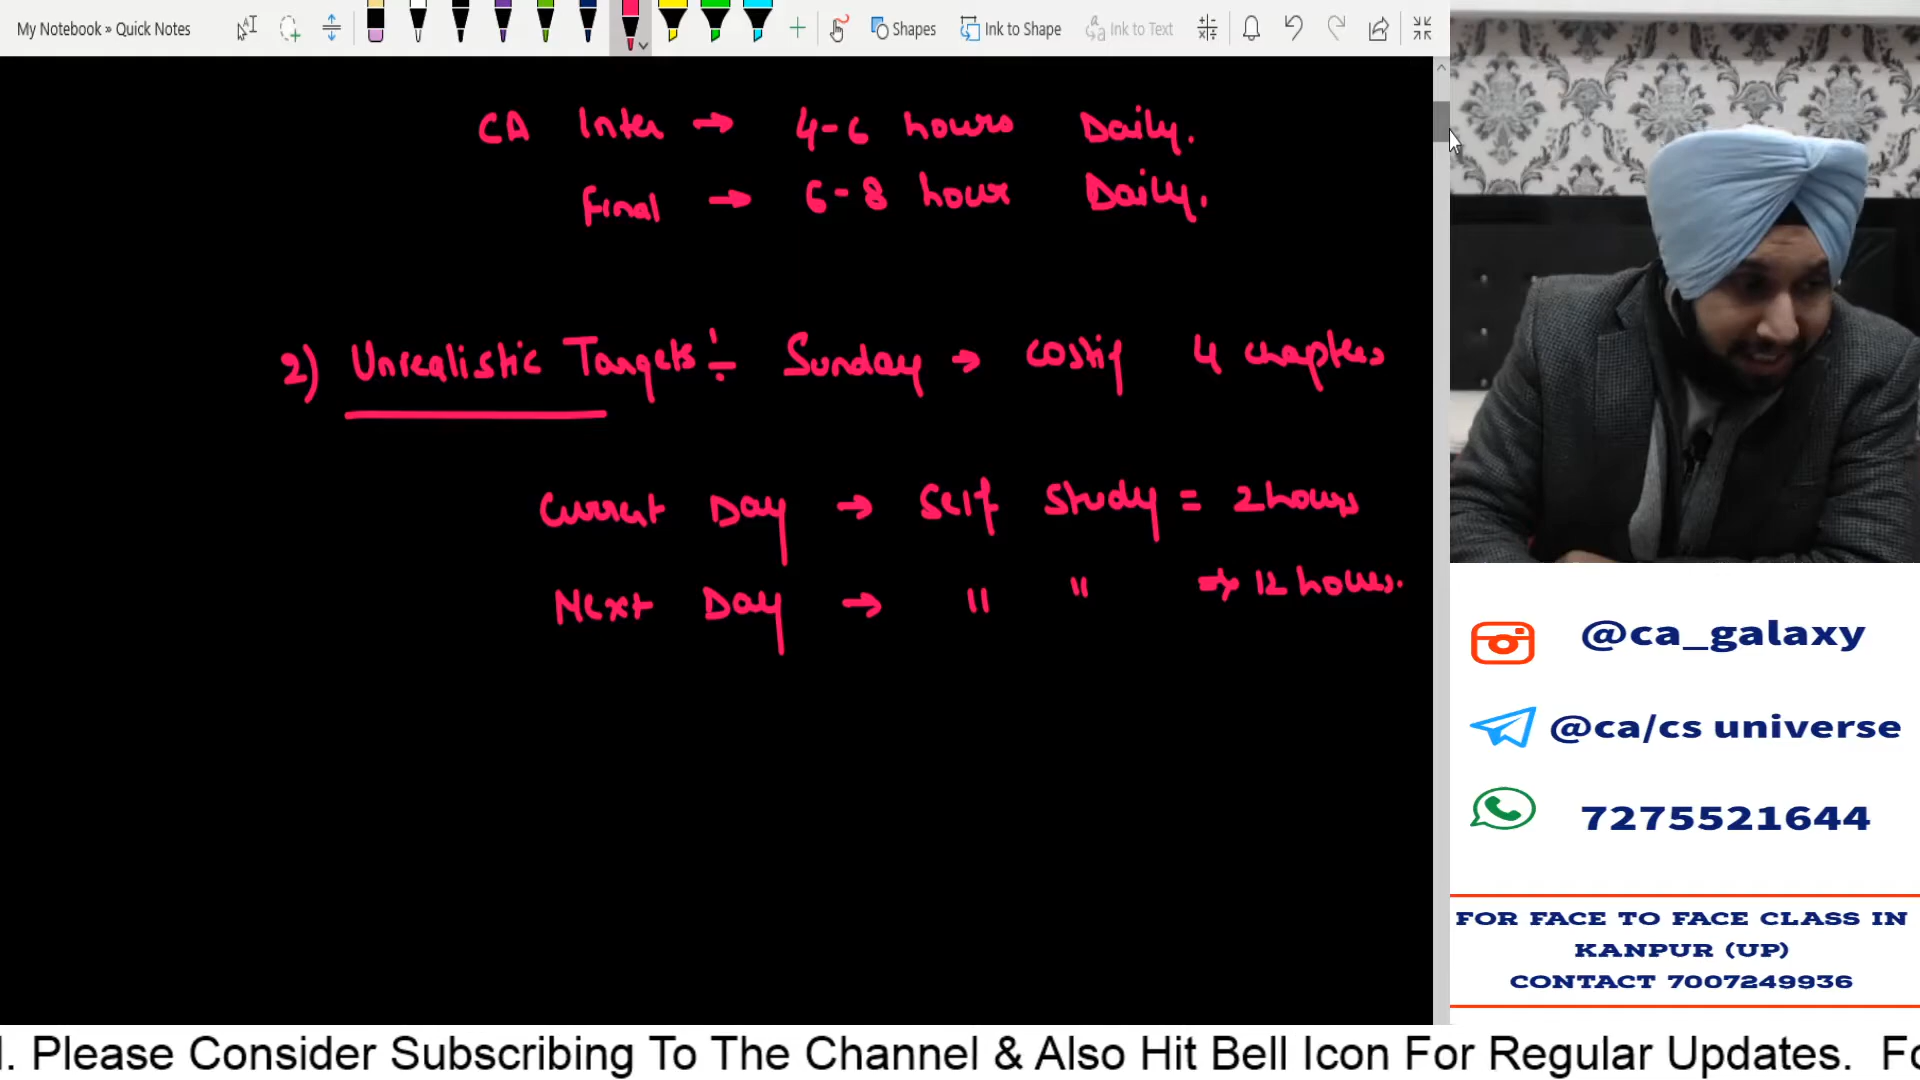 My Notebook » Quick Notes
Shapes
Ink to Shape
Ink to Text
CA Inter → 4-6 hours Daily.
Final → 6-8 hour Daily.
2) Unrealistic Targets :- Sunday → 4 chapters
Current Day → Self Study = 2 hours
Next Day → " " ⇒ 12 hours.
@ca_galaxy
@ca/cs universe
7275521644
FOR FACE TO FACE CLASS IN
KANPUR (UP)
CONTACT 7007249936
. Please Consider Subscribing To The Channel & Also Hit Bell Icon For Regular Updates. Fo